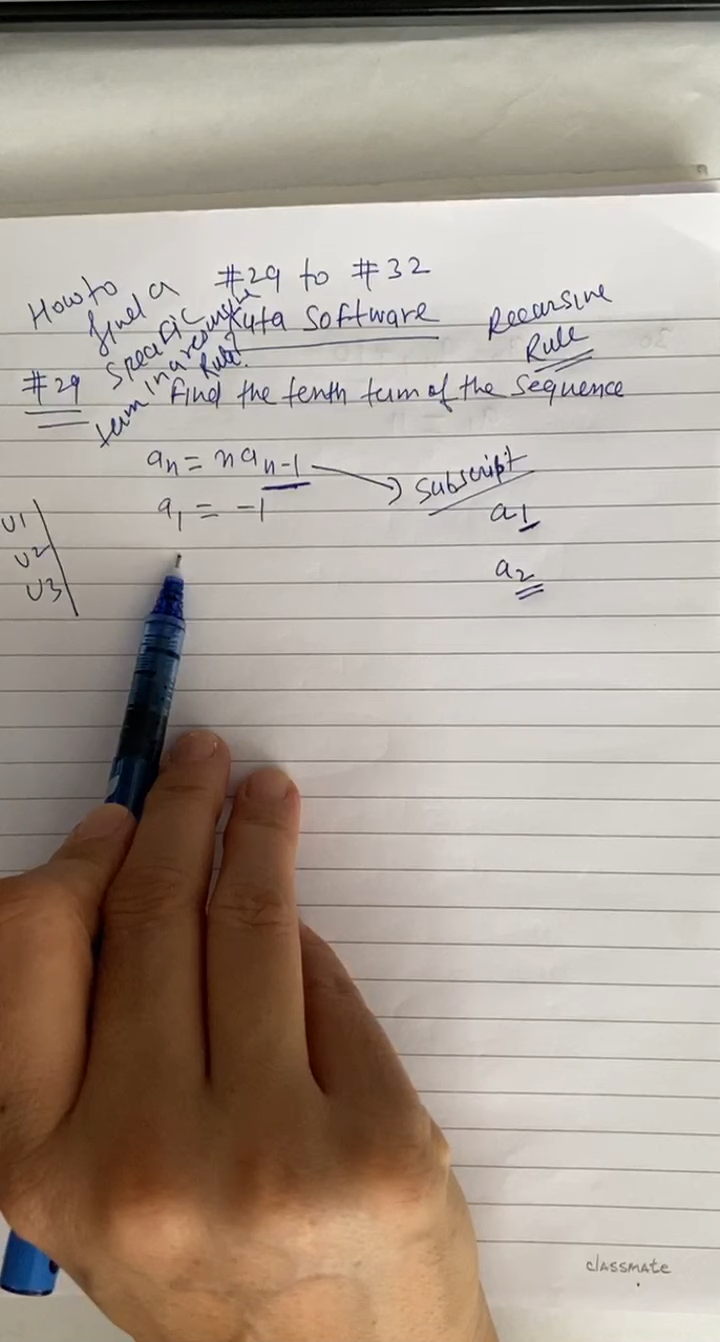 #29 to #32
Kuta Software
How to
find a
specific
term in a recursive
Rule?
Recursive
Rule
#29 Find the tenth term of the Sequence
aₙ = n aₙ₋₁ → Subscript
a₁ = -1
a₁
a₂
U1
U2
U3
classmate